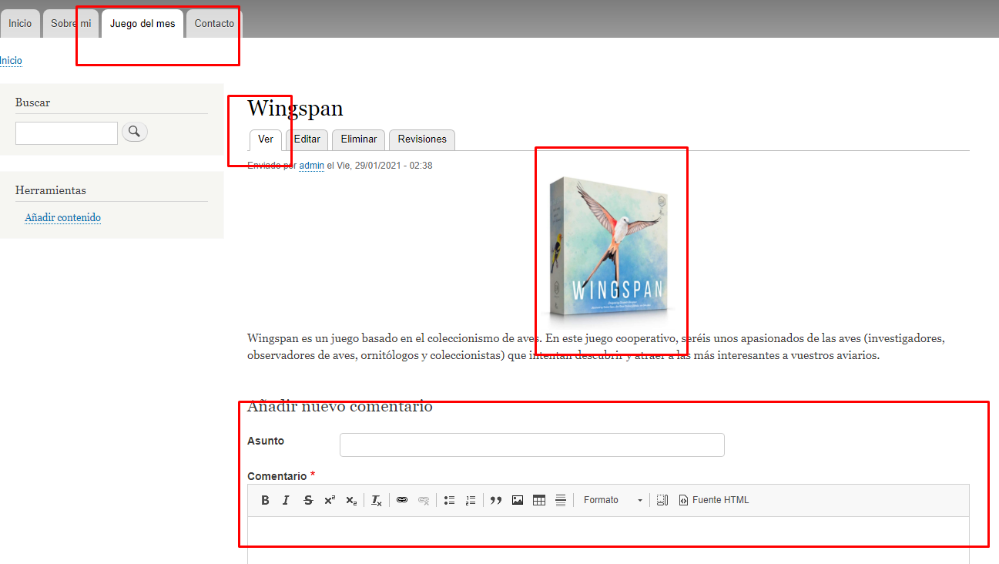 Inicio Sobre mi Juego del mes Contacto
Inicio
Buscar
Herramientas
Añadir contenido
Wingspan
Ver Editar Eliminar Revisiones
Enviado por admin el Vie, 29/01/2021 - 02:38
WINGSPAN
Wingspan es un juego basado en el coleccionismo de aves. En este juego cooperativo, seréis unos apasionados de las aves (investigadores,
observadores de aves, ornitólogos y coleccionistas) que intentan descubrir y atraer a las más interesantes a vuestros aviarios.
Añadir nuevo comentario
Asunto
Comentario *
Formato Fuente HTML